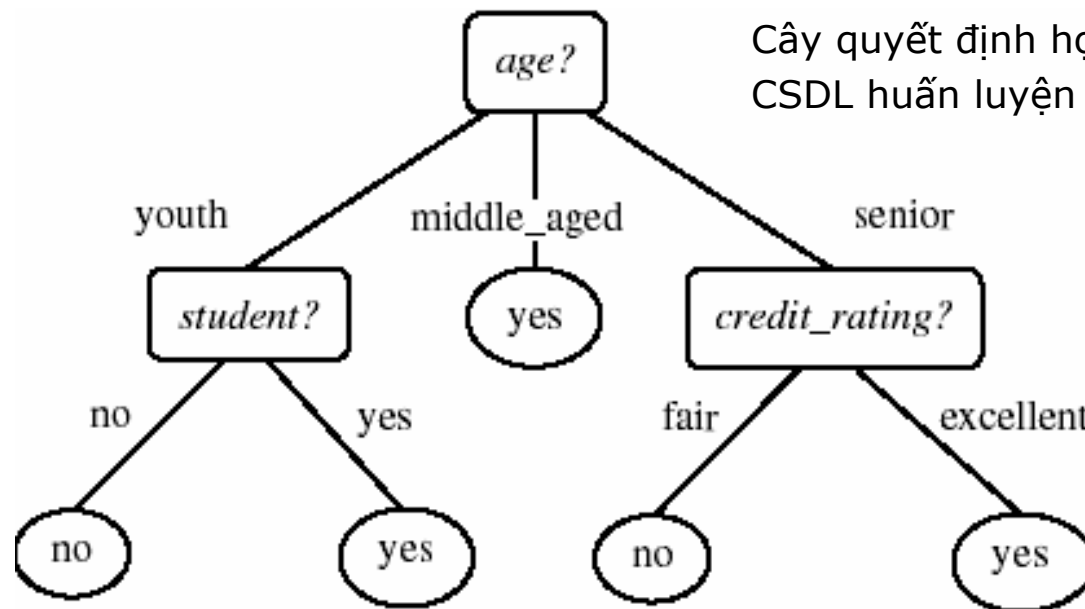 age?
Cây quyết định
CSDL huấn luyện
youth
middle_aged
senior
student?
yes
credit_rating?
no
yes
fair
excellent
no
yes
no
yes